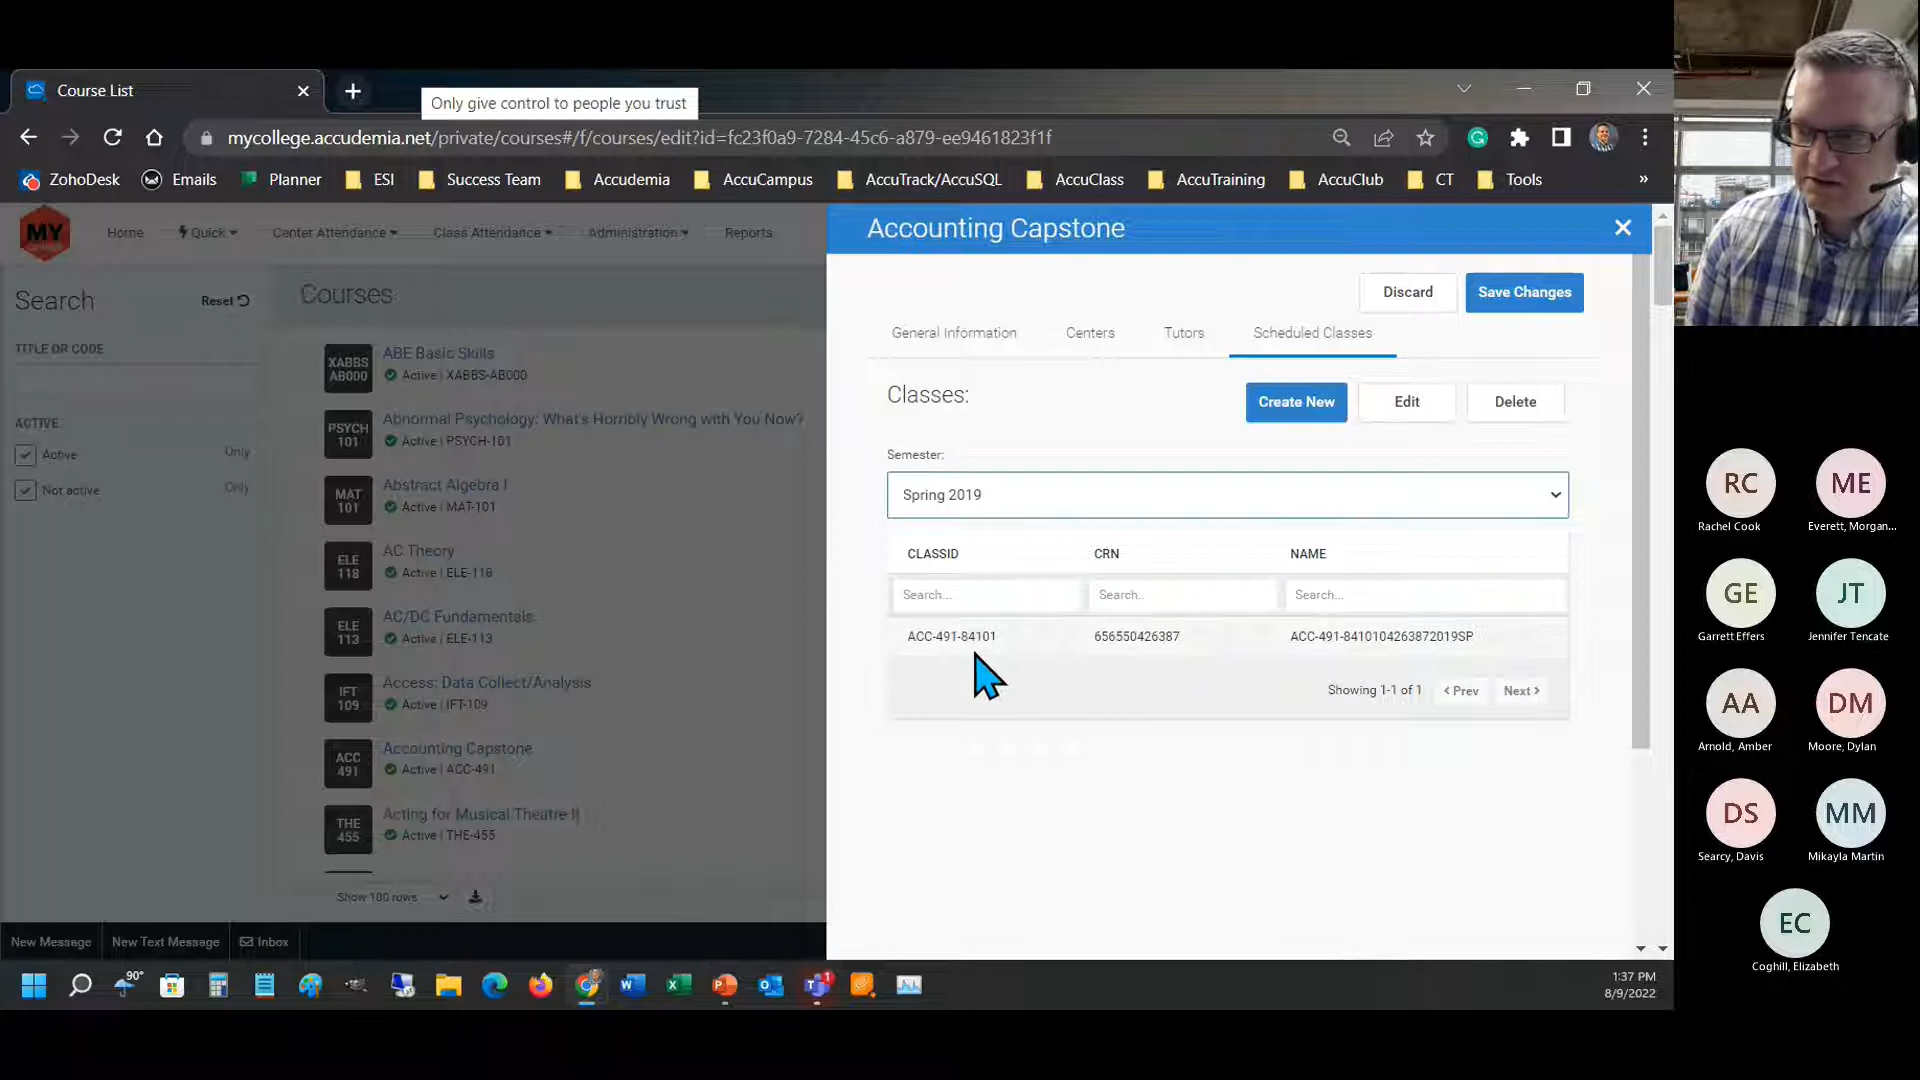 Course List
Only give control to people you trust
mycollege.accudemia.net/private/courses#/f/courses/edit?id=fc23f0a9-7284-45c6-a879-ee9461823f1f
ZohoDesk Emails Planner ESI Success Team Accudemia AccuCampus AccuTrack/AccuSQL AccuClass AccuTraining AccuClub CT Tools »
MY
Home Quick Center Attendance Class Attendance Administration Reports
Search Reset
TITLE OR CODE
ACTIVE:
Active Only
Not active Only
Courses
XABBS AB000
ABE Basic Skills
Active | XABBS-AB000
PSYCH 101
Abnormal Psychology: What's Horribly Wrong with You Now?
Active | PSYCH-101
MAT 101
Abstract Algebra I
Active | MAT-101
ELE 118
AC Theory
Active | ELE-118
ELE 113
AC/DC Fundamentals
Active | ELE-113
IFT 109
Access: Data Collect/Analysis
Active | IFT-109
ACC 491
Accounting Capstone
Active | ACC-491
THE 455
Acting for Musical Theatre II
Active | THE-455
Show 100 rows
New Message New Text Message Inbox
Accounting Capstone
Discard Save Changes
General Information Centers Tutors Scheduled Classes
Classes: Create New Edit Delete
Semester:
Spring 2019
CLASSID CRN NAME
Search... Search.. Search...
ACC-491-84101 656550426387 ACC-491-8410104263872019SP
Showing 1-1 of 1 Prev Next
90°
1
1:37 PM
8/9/2022
RC ME
Rachel Cook Everett, Morgan...
GE JT
Garrett Effers Jennifer Tencate
AA DM
Arnold, Amber Moore, Dylan
DS MM
Searcy, Davis Mikayla Martin
EC
Coghill, Elizabeth